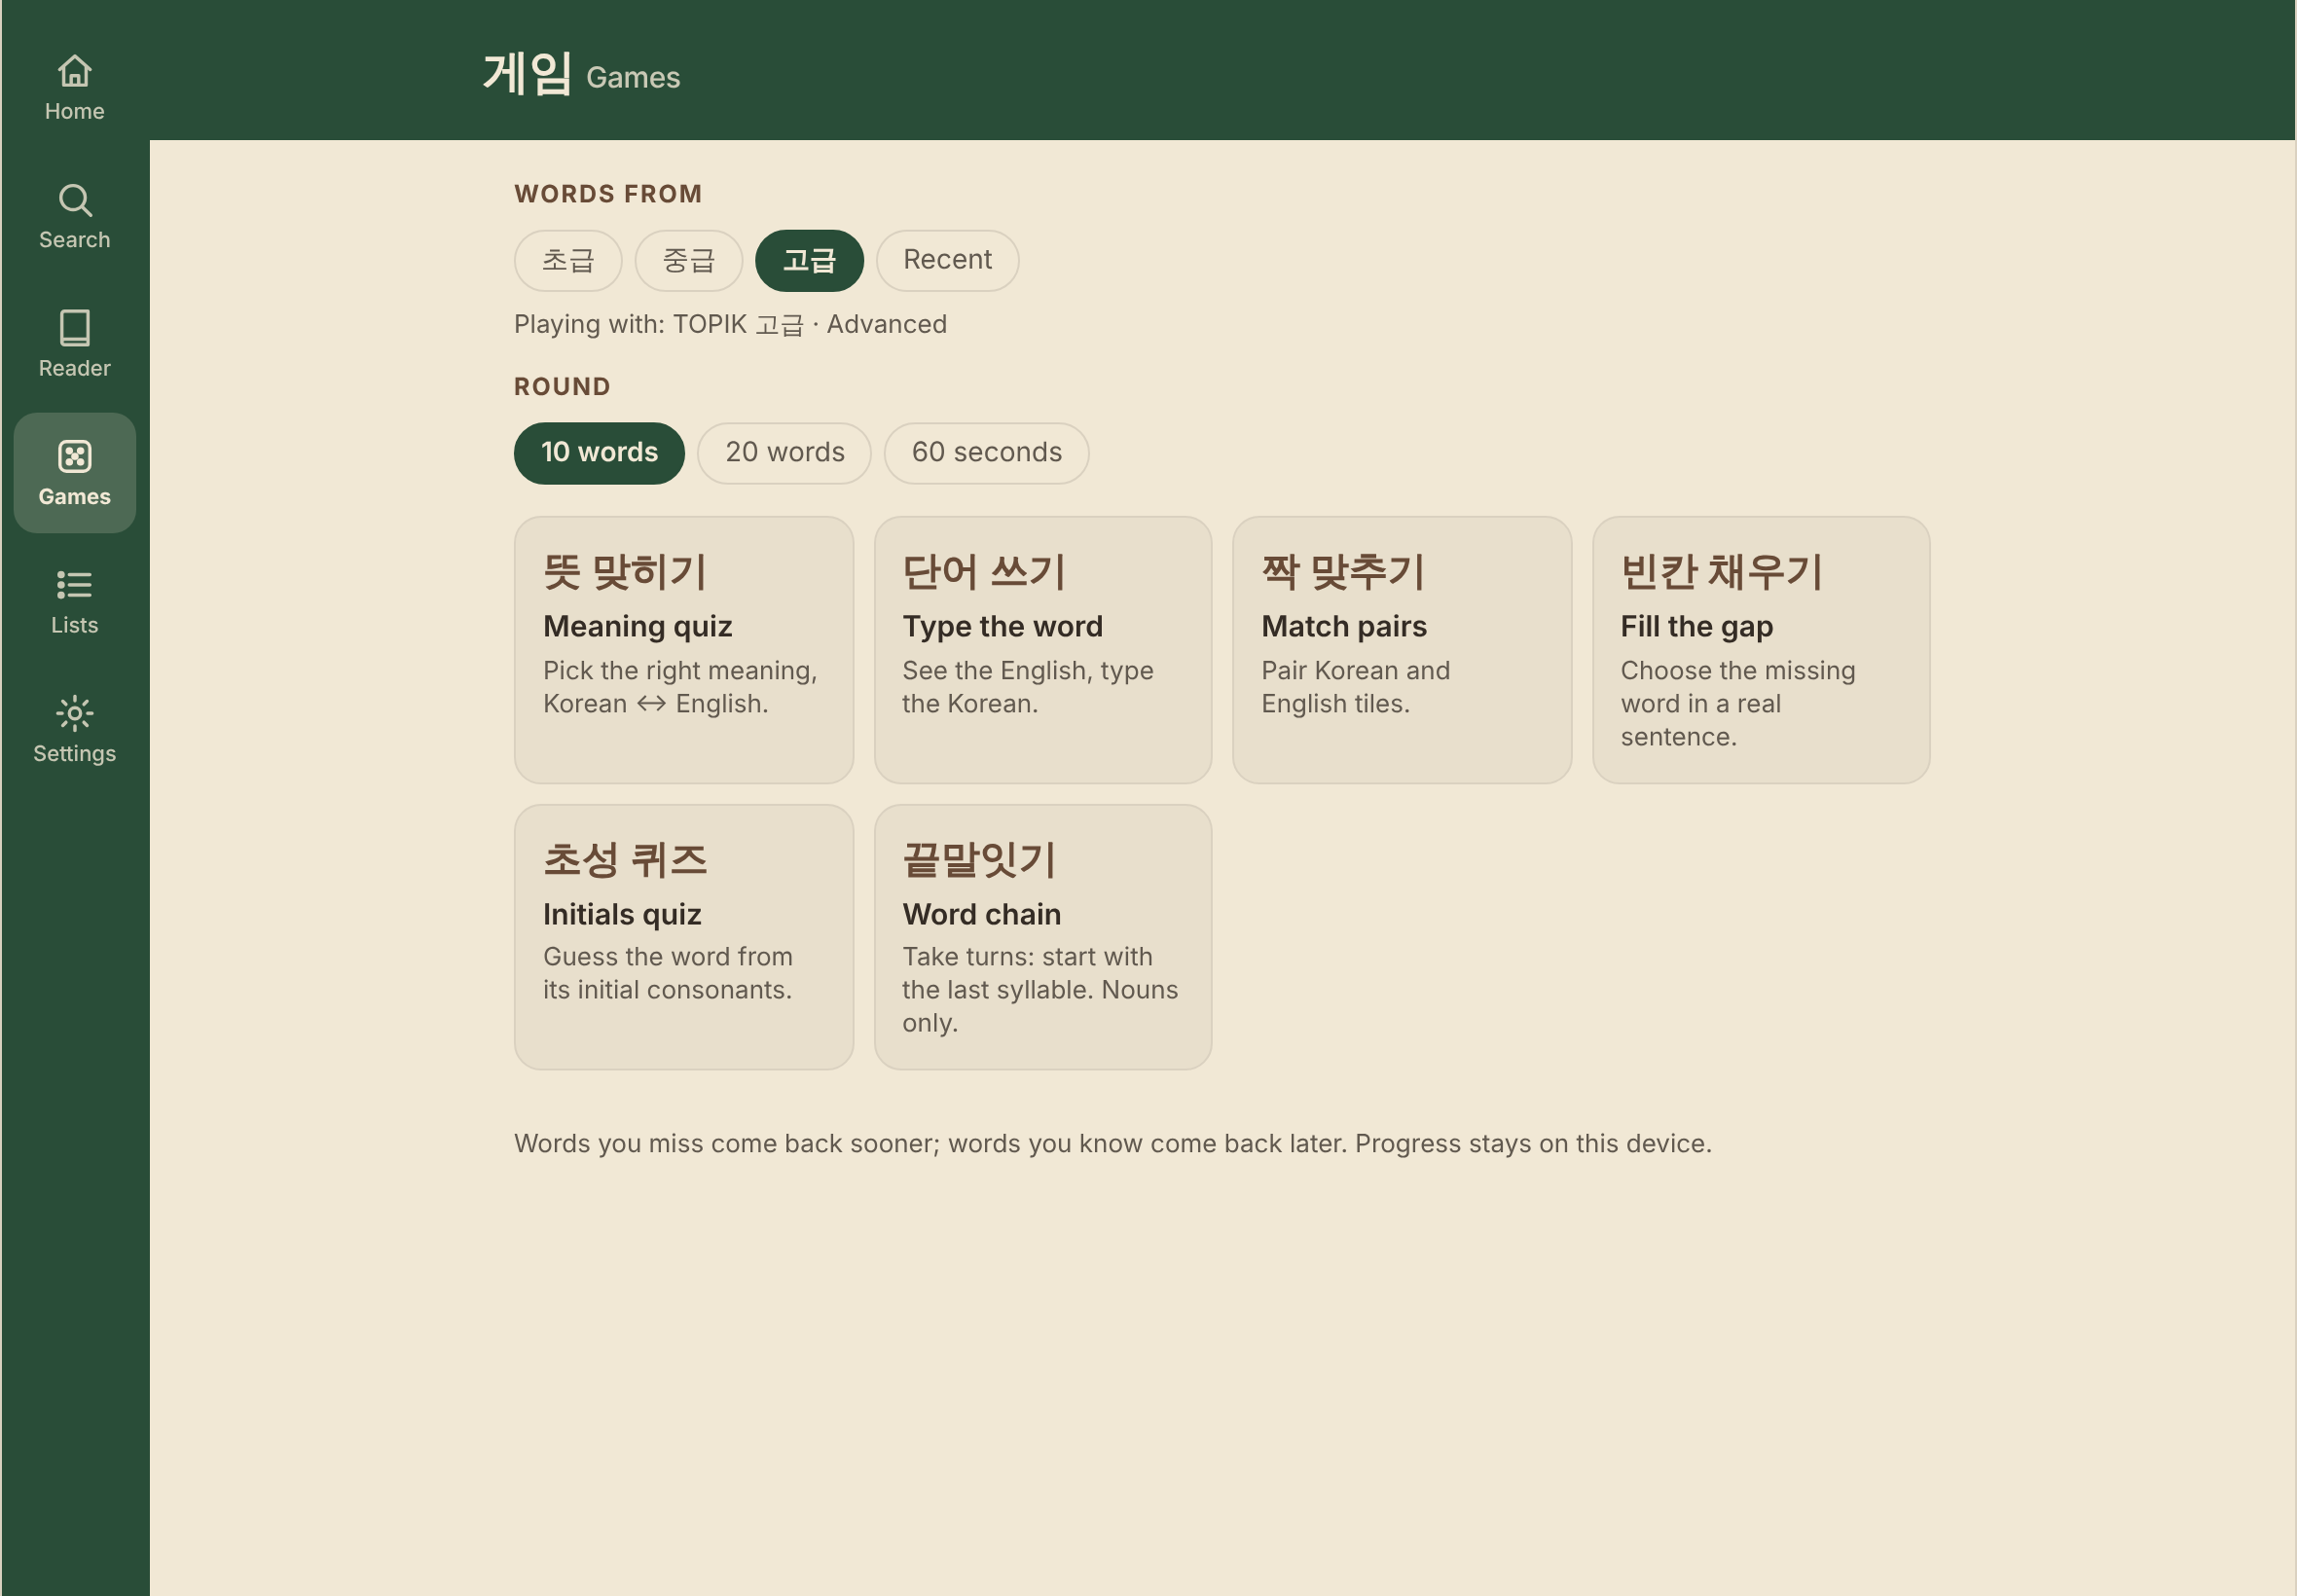 Home
Search
Reader
Games
Lists
Settings
게임 Games
WORDS FROM
초급 중급 고급 Recent
Playing with: TOPIK 고급 · Advanced
ROUND
10 words 20 words 60 seconds
뜻 맞히기
Meaning quiz
Pick the right meaning,
Korean ↔ English.
단어 쓰기
Type the word
See the English, type
the Korean.
짝 맞추기
Match pairs
Pair Korean and
English tiles.
빈칸 채우기
Fill the gap
Choose the missing
word in a real
sentence.
초성 퀴즈
Initials quiz
Guess the word from
its initial consonants.
끝말잇기
Word chain
Take turns: start with
the last syllable. Nouns
only.
Words you miss come back sooner; words you know come back later. Progress stays on this device.